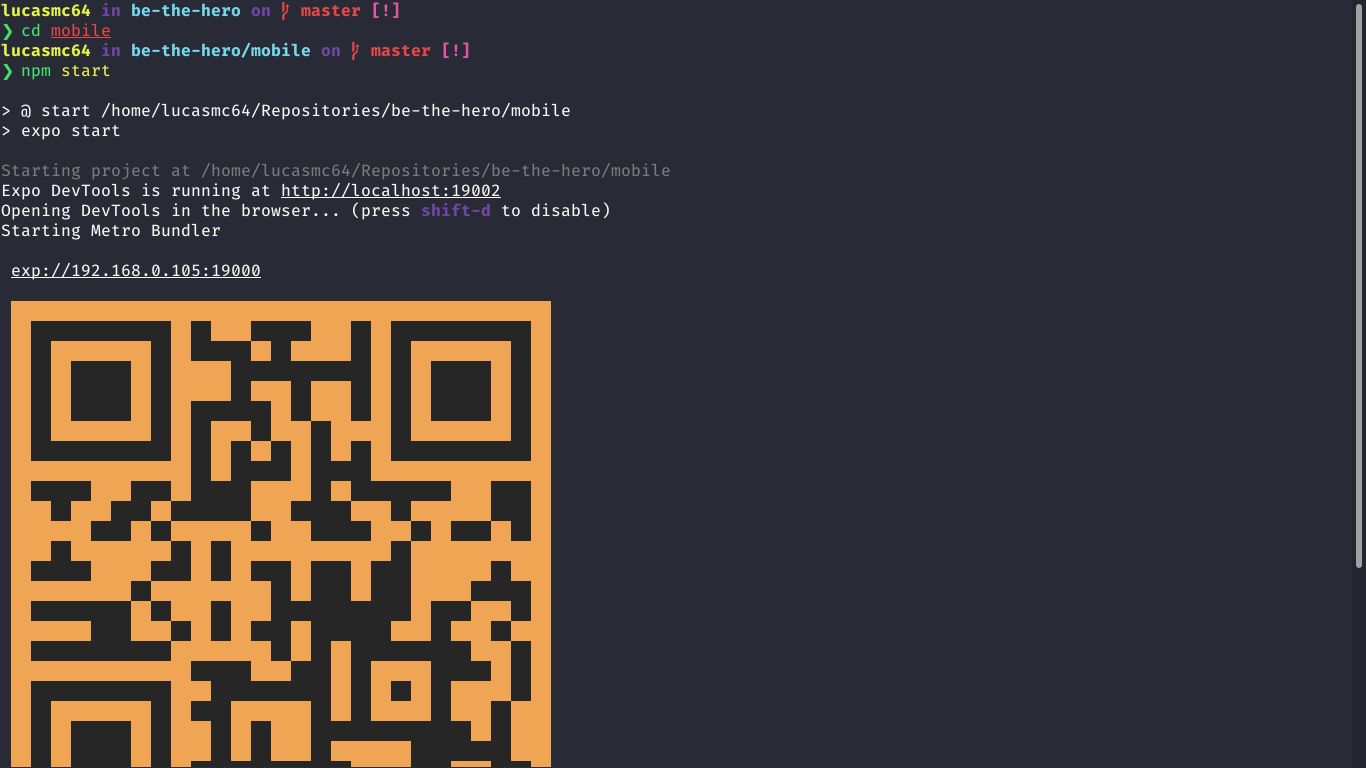 lucasmc64 in be-the-hero on master [!]
❯ cd mobile
lucasmc64 in be-the-hero/mobile on master [!]
❯ npm start
> @ start /home/lucasmc64/Repositories/be-the-hero/mobile
> expo start
Starting project at /home/lucasmc64/Repositories/be-the-hero/mobile
Expo DevTools is running at http://localhost:19002
Opening DevTools in the browser... (press shift-d to disable)
Starting Metro Bundler
exp://192.168.0.105:19000